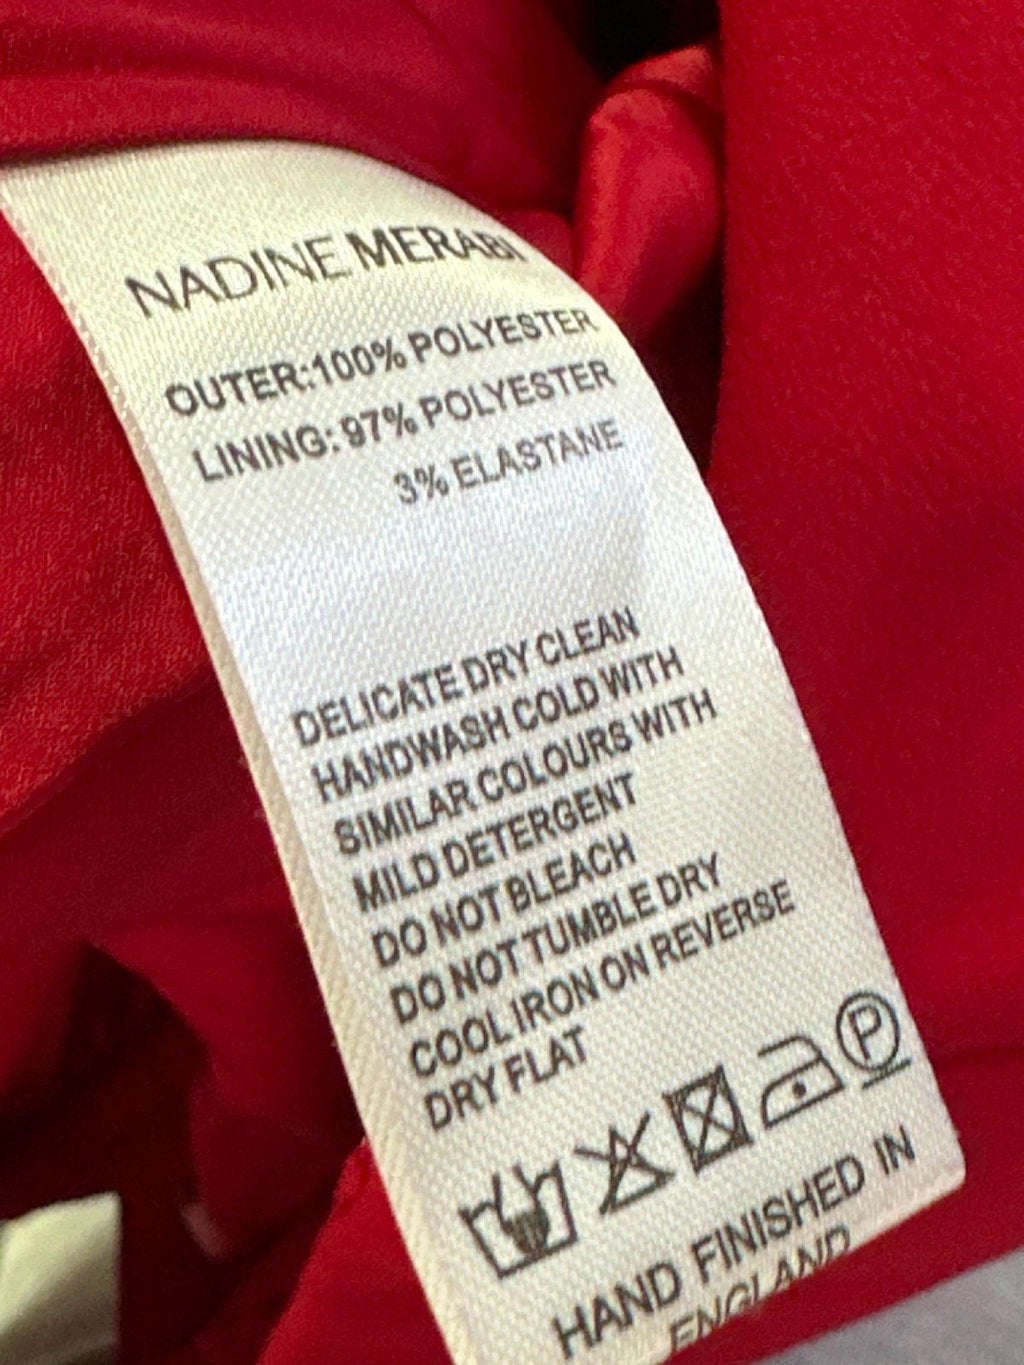 NADINE MERABI
OUTER:100% POLYESTER
LINING: 97% POLYESTER
3% ELASTANE
DELICATE DRY CLEAN
HANDWASH COLD WITH
SIMILAR COLOURS WITH
MILD DETERGENT
DO NOT BLEACH
DO NOT TUMBLE DRY
COOL IRON ON REVERSE
DRY FLAT
P
HAND FINISHED IN
ENGLAND